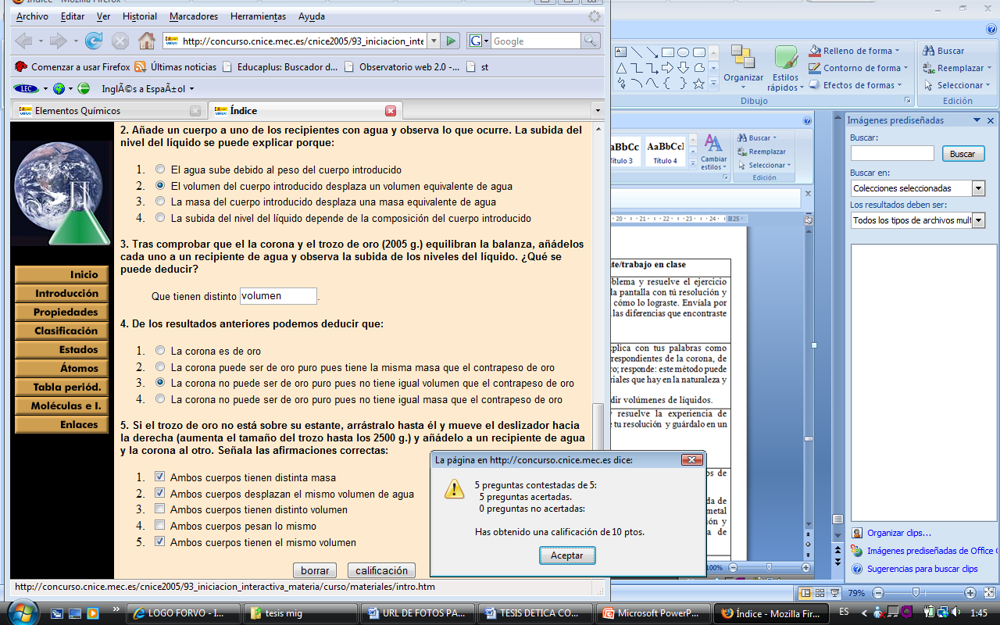 Índice - Mozilla Firefox
Archivo Editar Ver Historial Marcadores Herramientas Ayuda
http://concurso.cnice.mec.es/cnice2005/93_iniciacion_inte
Google
Comenzar a usar Firefox Últimas noticias Educaplus: Buscador d... Observatorio web 2.0 -... st
LEC InglÃ©s a EspaÃ±ol
Elementos Químicos Índice
2. Añade un cuerpo a uno de los recipientes con agua y observa lo que ocurre. La subida del
nivel del líquido se puede explicar porque:
1. El agua sube debido al peso del cuerpo introducido
2. El volumen del cuerpo introducido desplaza un volumen equivalente de agua
3. La masa del cuerpo introducido desplaza una masa equivalente de agua
4. La subida del nivel del líquido depende de la composición del cuerpo introducido
3. Tras comprobar que el la corona y el trozo de oro (2005 g.) equilibran la balanza, añádelos
cada uno a un recipiente de agua y observa la subida de los niveles del líquido. ¿Qué se
puede deducir?
Que tienen distinto volumen.
4. De los resultados anteriores podemos deducir que:
1. La corona es de oro
2. La corona puede ser de oro puro pues tiene la misma masa que el contrapeso de oro
3. La corona no puede ser de oro puro pues no tiene igual volumen que el contrapeso de oro
4. La corona no puede ser de oro puro pues no tiene igual masa que el contrapeso de oro
5. Si el trozo de oro no está sobre su estante, arrástralo hasta él y mueve el deslizador hacia
la derecha (aumenta el tamaño del trozo hasta los 2500 g.) y añádelo a un recipiente de agua
y la corona al otro. Señala las afirmaciones correctas:
1. Ambos cuerpos tienen distinta masa
2. Ambos cuerpos desplazan el mismo volumen de agua
3. Ambos cuerpos tienen distinto volumen
4. Ambos cuerpos pesan lo mismo
5. Ambos cuerpos tienen el mismo volumen
borrar calificación
Inicio
Introducción
Propiedades
Clasificación
Estados
Átomos
Tabla periód.
Moléculas e I.
Enlaces
http://concurso.cnice.mec.es/cnice2005/93_iniciacion_interactiva_materia/curso/materiales/intro.htm
La página en http://concurso.cnice.mec.es dice:
5 preguntas contestadas de 5:
5 preguntas acertadas.
0 preguntas no acertadas:
Has obtenido una calificación de 10 ptos.
Aceptar
Organizar
Estilos
rápidos
Relleno de forma
Contorno de forma
Efectos de formas
Dibujo
Buscar
Reemplazar
Seleccionar
Edición
aBbCc AaBbCcI
Título 3 Título 4
Cambiar
estilos
Buscar
Reemplazar
Seleccionar
Edición
20 21 22 23 24 25
te/trabajo en clase
blema y resuelve el ejercicio
la pantalla con tú resolución y
cómo lo lograste. Envíala por
las diferencias que encontraste
plica con tus palabras como
rrespondientes de la corona, de
ro; responde: este método puede
riales que hay en la naturaleza y
dir volúmenes de líquidos.
resuelve la experiencia de
e tu resolución y guárdalo en un
os de
da de
metal
ión y
a de
100%
Imágenes prediseñadas
Buscar:
Buscar
Buscar en:
Colecciones seleccionadas
Los resultados deben ser:
Todos los tipos de archivos mult
Organizar clips...
Imágenes prediseñadas de Office
Sugerencias para buscar clips
79%
LOGO FORVO - I... tesis mig URL DE FOTOS PA... TESIS DETICA CO... Microsoft PowerP... Índice - Mozilla Fir... ES 1:45